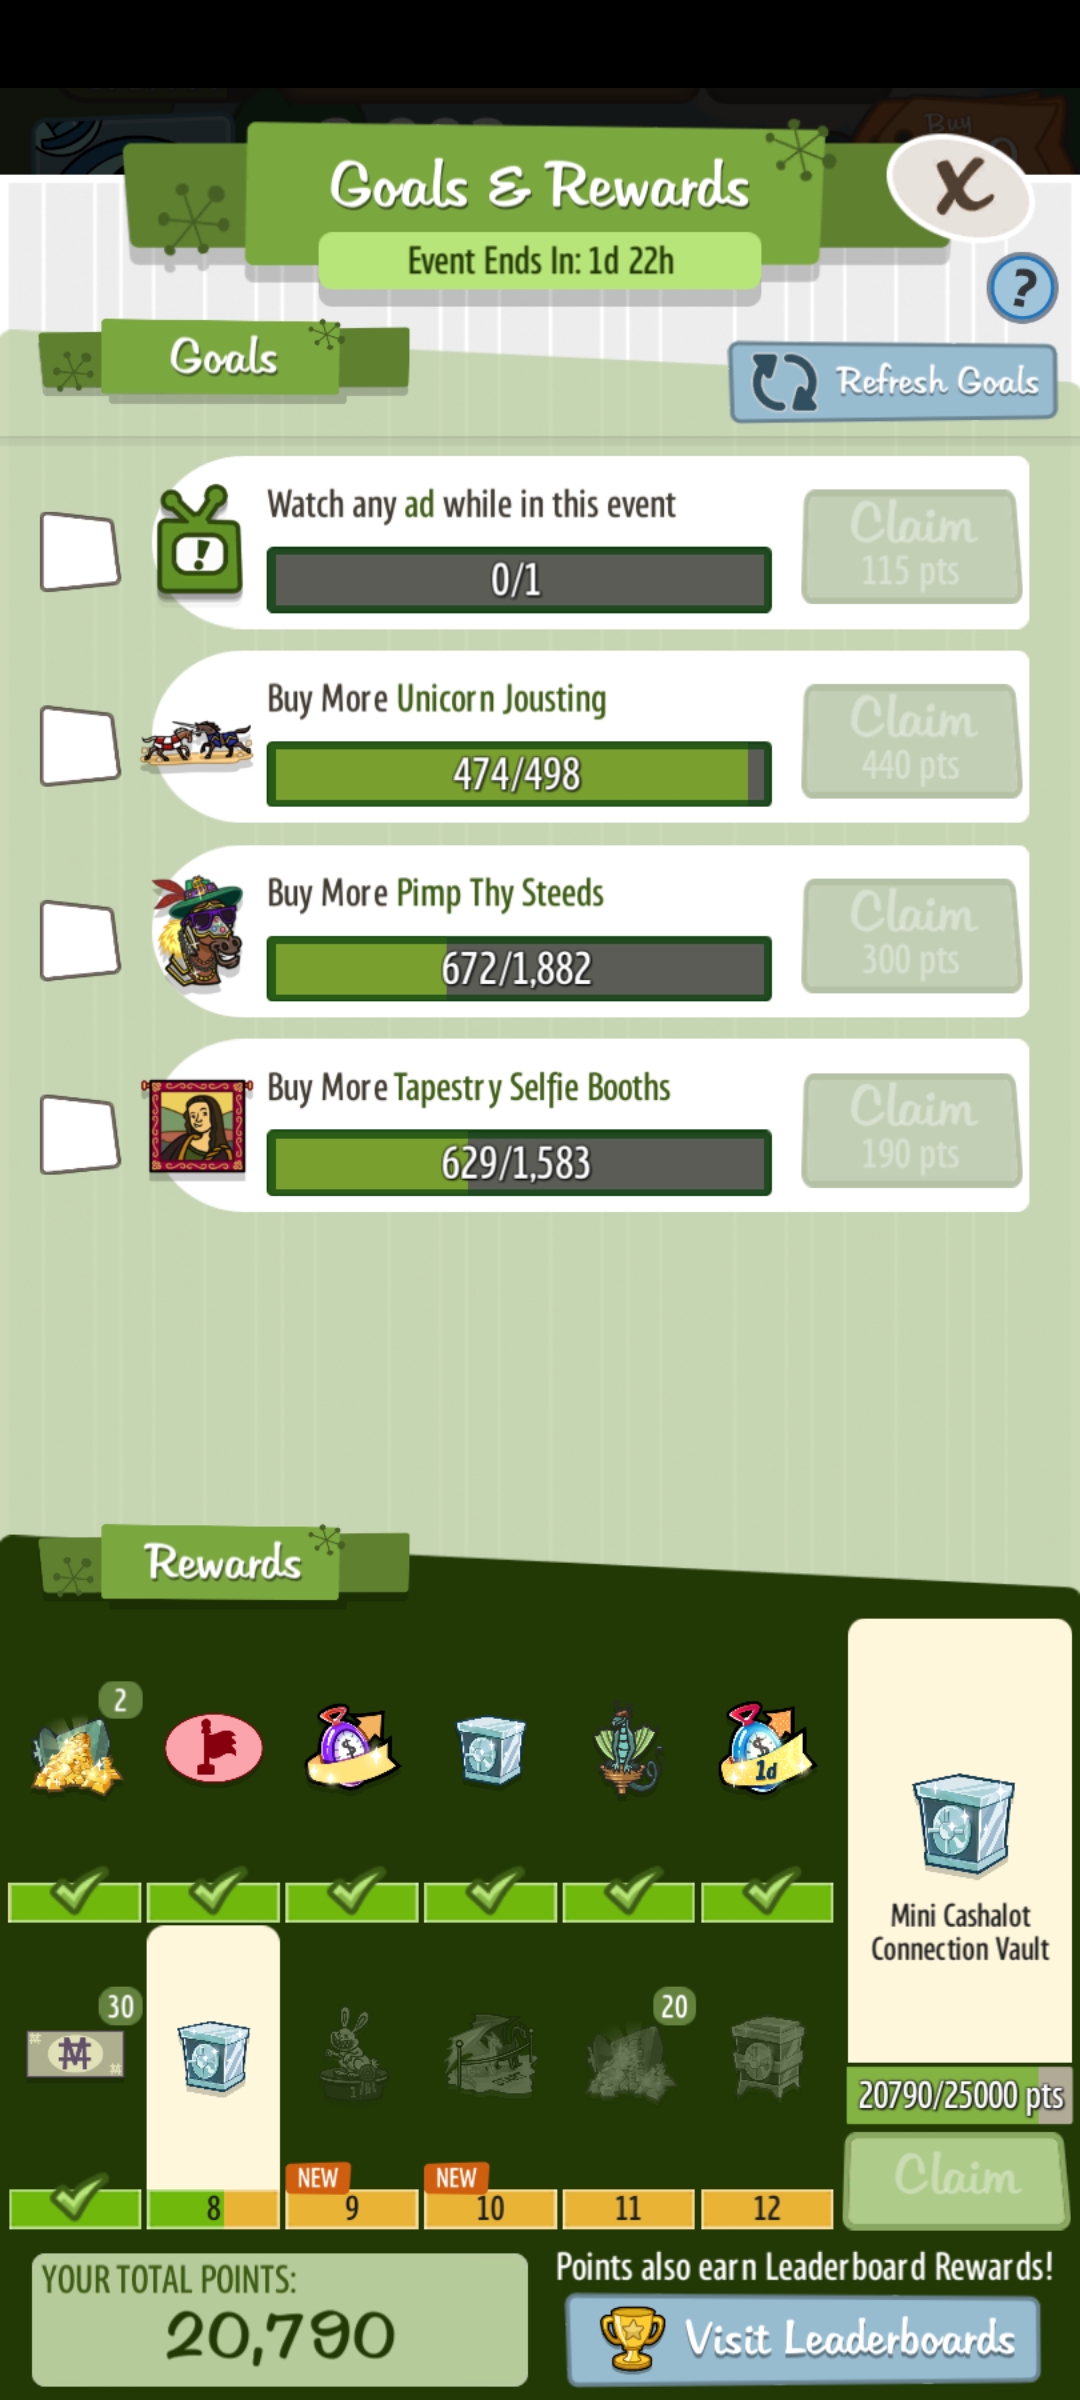 Buy
Goals & Rewards
X
Event Ends In: 1d 22h
?
Goals
Refresh Goals
Watch any ad while in this event
0/1
Claim
115 pts
Buy More Unicorn Jousting
474/498
Claim
440 pts
Buy More Pimp Thy Steeds
672/1,882
Claim
300 pts
Buy More Tapestry Selfie Booths
629/1,583
Claim
190 pts
Rewards
2
1d
Mini Cashalot
Connection Vault
30
20
20790/25000 pts
Claim
NEW
NEW
8
9
10
11
12
YOUR TOTAL POINTS:
20,790
Points also earn Leaderboard Rewards!
Visit Leaderboards